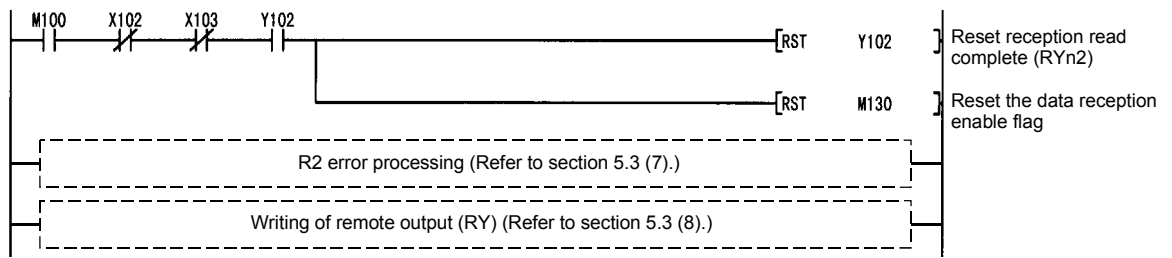 M100 X102 X103 Y102
[RST Y102 ] Reset reception read
complete (RYn2)
[RST M130 ] Reset the data reception
enable flag
R2 error processing (Refer to section 5.3 (7).)
Writing of remote output (RY) (Refer to section 5.3 (8).)